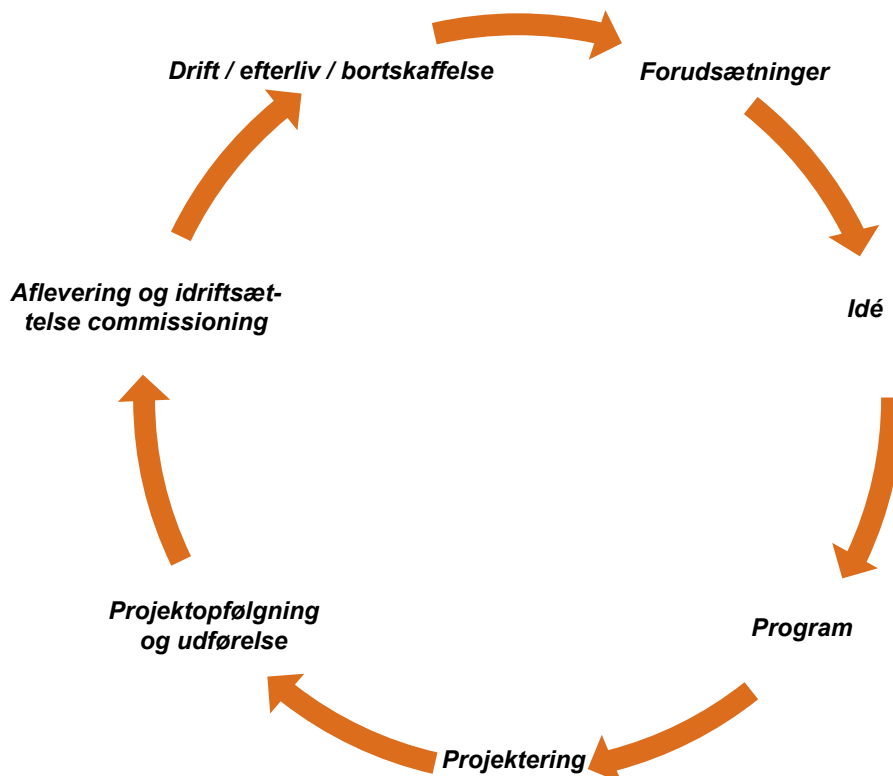 Drift / efterliv / bortskaffelse
Forudsætninger
Idé
Program
Projektering
Projektopfølgning
og udførelse
Aflevering og idriftsæt-
telse commissioning